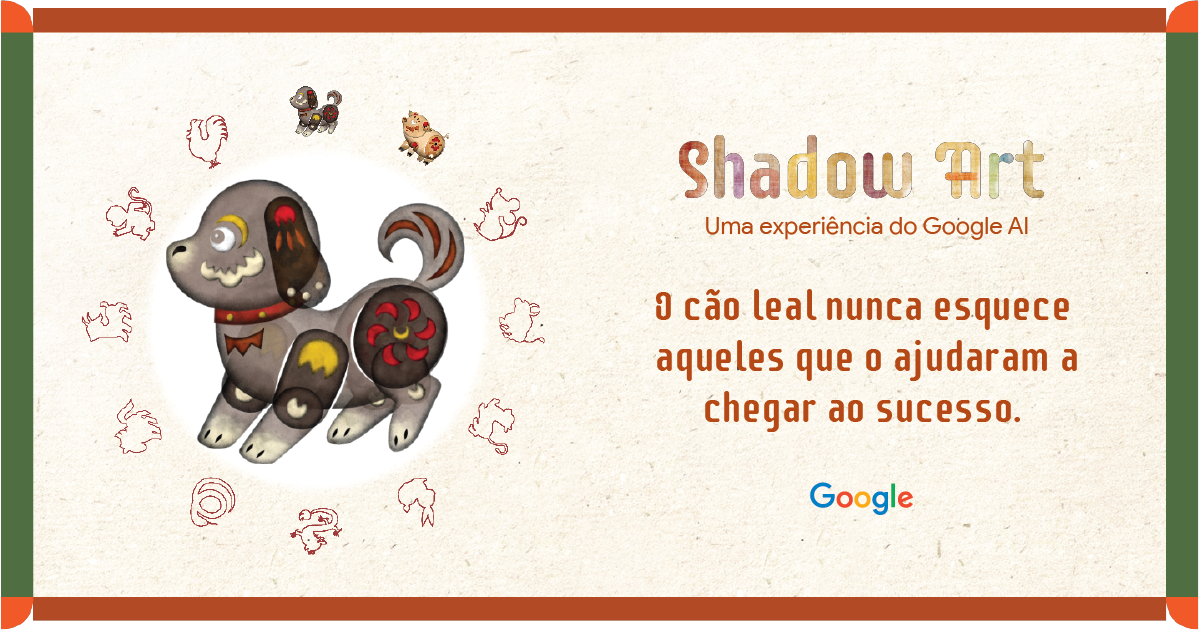 Shadow Art
Uma experiência do Google AI
O cão leal nunca esquece
aqueles que o ajudaram a
chegar ao sucesso.
Google